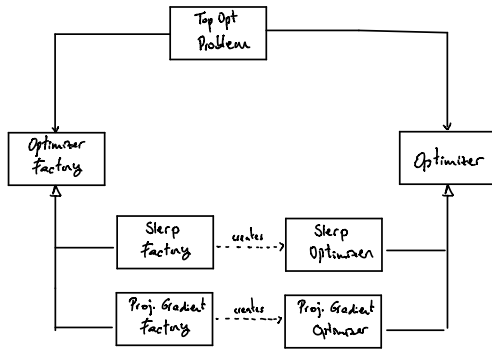 Top Opt
Problem
Optimizer
Factory
Optimizer
Slerp
Factory
creates
Slerp
Optimizer
Proj. Gradient
Factory
creates
Proj. Gradient
Optimizer